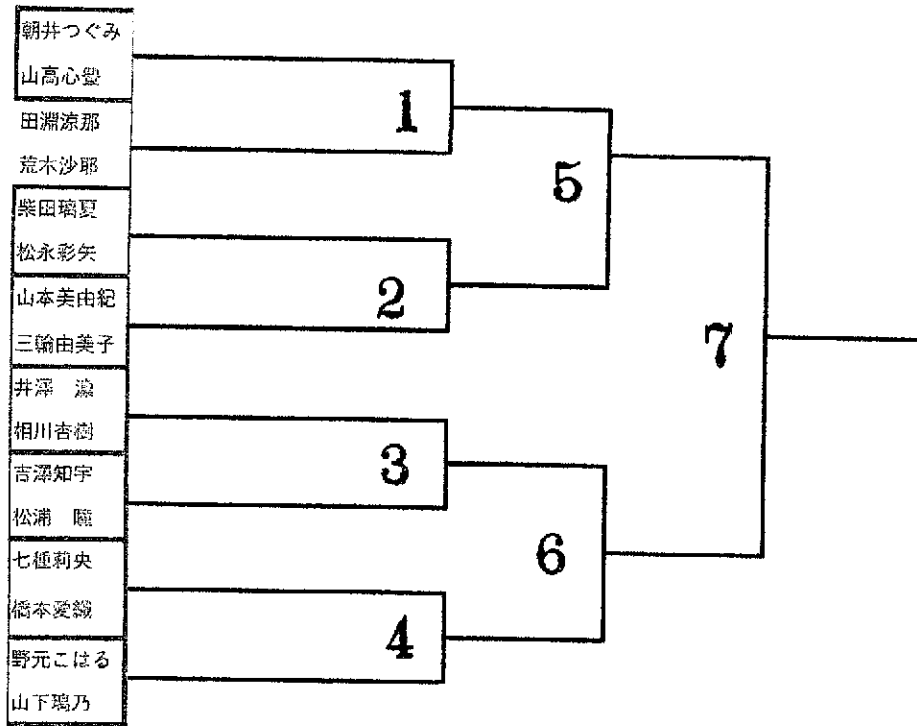 朝井つぐみ
山高心愛
1
田淵涼那
荒木沙耶
5
柴田璃夏
松永彩矢
2
山本美由紀
三輪由美子
7
井澤
相川杏樹
3
吉澤知宇
松浦 瞳
6
七種莉央
橋本愛織
4
野元こはる
山下璃乃